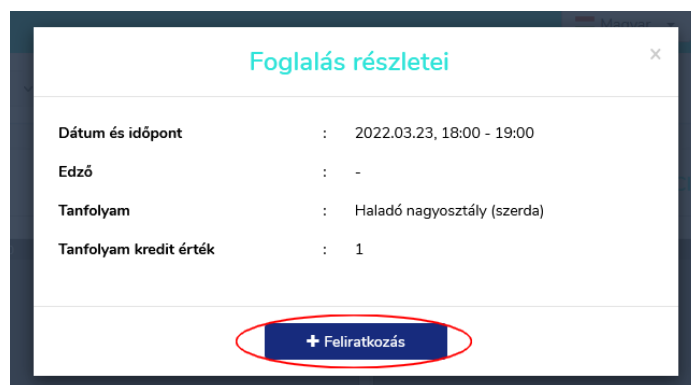 Magyar
Foglalás részletei ×
Dátum és időpont : 2022.03.23, 18:00 - 19:00
Edző : -
Tanfolyam : Haladó nagyosztály (szerda)
Tanfolyam kredit érték : 1
+ Feliratkozás